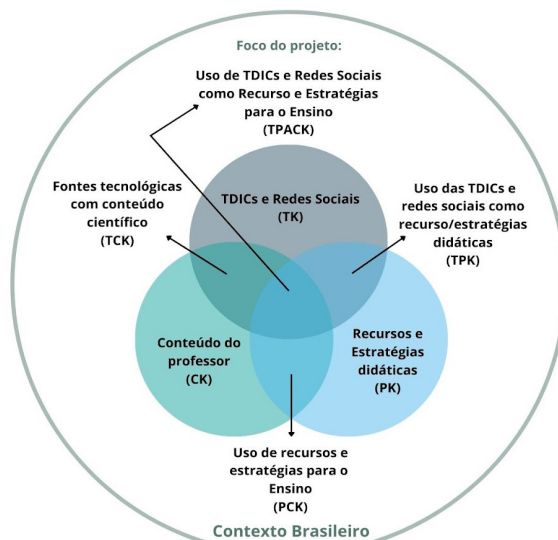 Foco do projeto:
Uso de TDICs e Redes Sociais
como Recurso e Estratégias
para o Ensino
(TPACK)
Fontes tecnológicas
com conteúdo
científico
(TCK)
TDICs e Redes Sociais
(TK)
Uso das TDICs e
redes sociais como
recurso/estratégias
didáticas
(TPK)
Conteúdo do
professor
(CK)
Recursos e
Estratégias
didáticas
(PK)
Uso de recursos e
estratégias para o
Ensino
(PCK)
Contexto Brasileiro